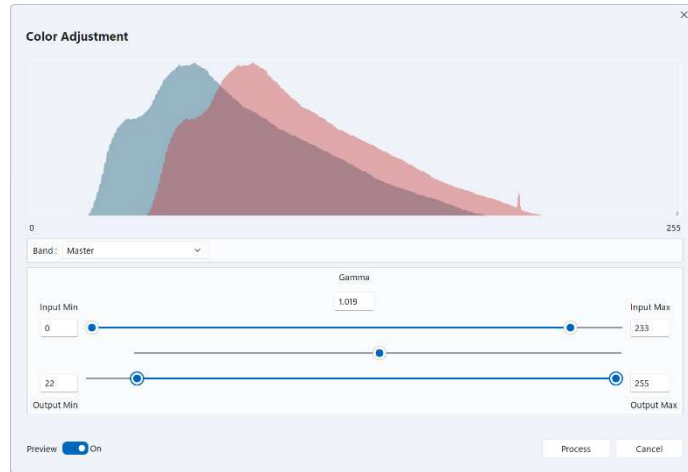 Color Adjustment
0 255
Band: Master
Gamma
1.019
Input Min Input Max
0 233
22 255
Output Min Output Max
Preview On Process Cancel